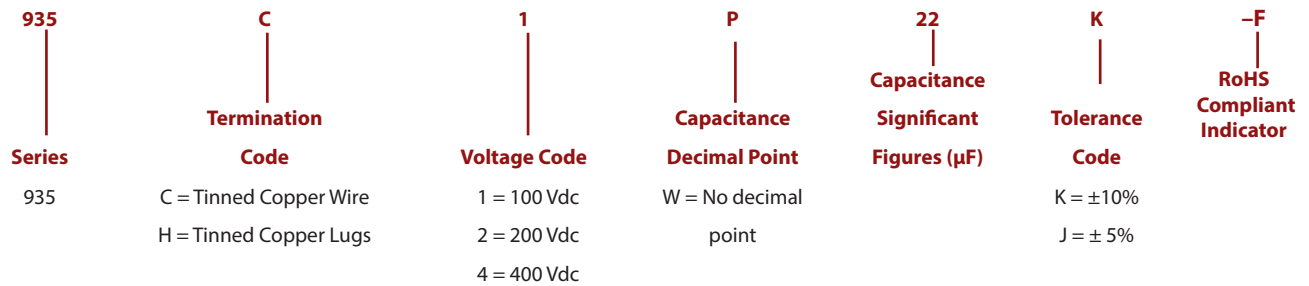 935 C 1 P 22 K –F
Capacitance RoHS
Termination Capacitance Significant Tolerance Compliant
Indicator
Series Code Voltage Code Decimal Point Figures (µF) Code
935 C = Tinned Copper Wire 1 = 100 Vdc W = No decimal K = ±10%
H = Tinned Copper Lugs 2 = 200 Vdc point J = ± 5%
4 = 400 Vdc